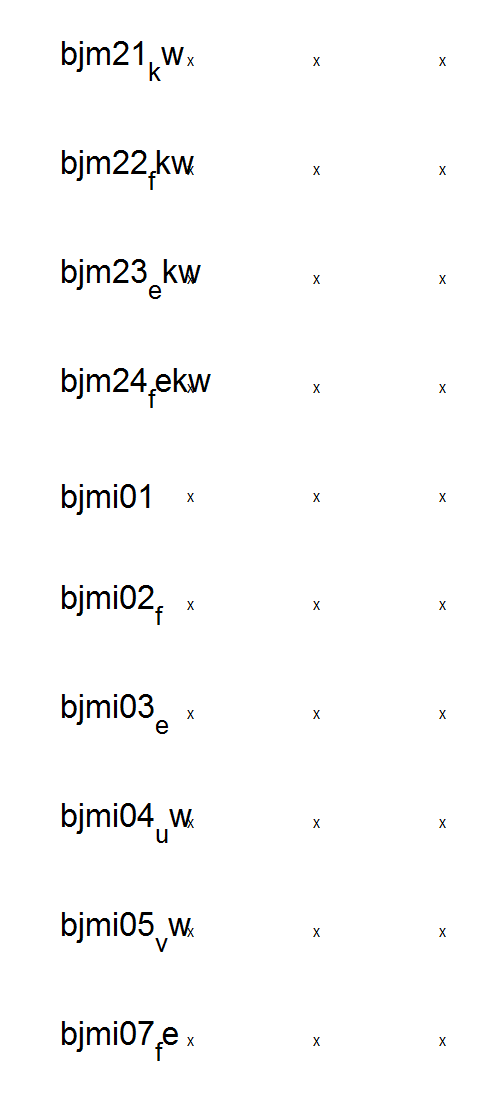 bjm21kw x x x
bjm22fkw x x x
bjm23ekw x x x
bjm24fekw x x x
bjmi01 x x x
bjmi02f x x x
bjmi03e x x x
bjmi04uw x x x
bjmi05vw x x x
bjmi07fe x x x